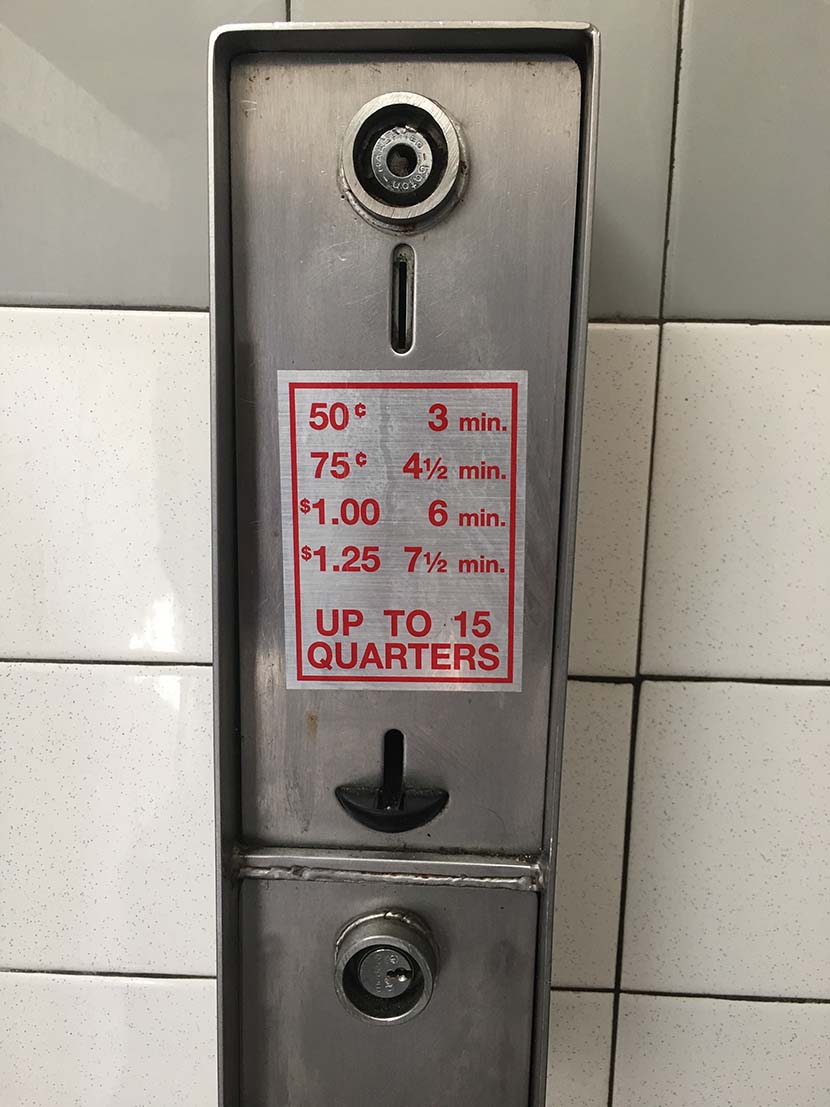 50¢ 3 min.
75¢ 4½ min.
$1.00 6 min.
$1.25 7½ min.
UP TO 15
QUARTERS